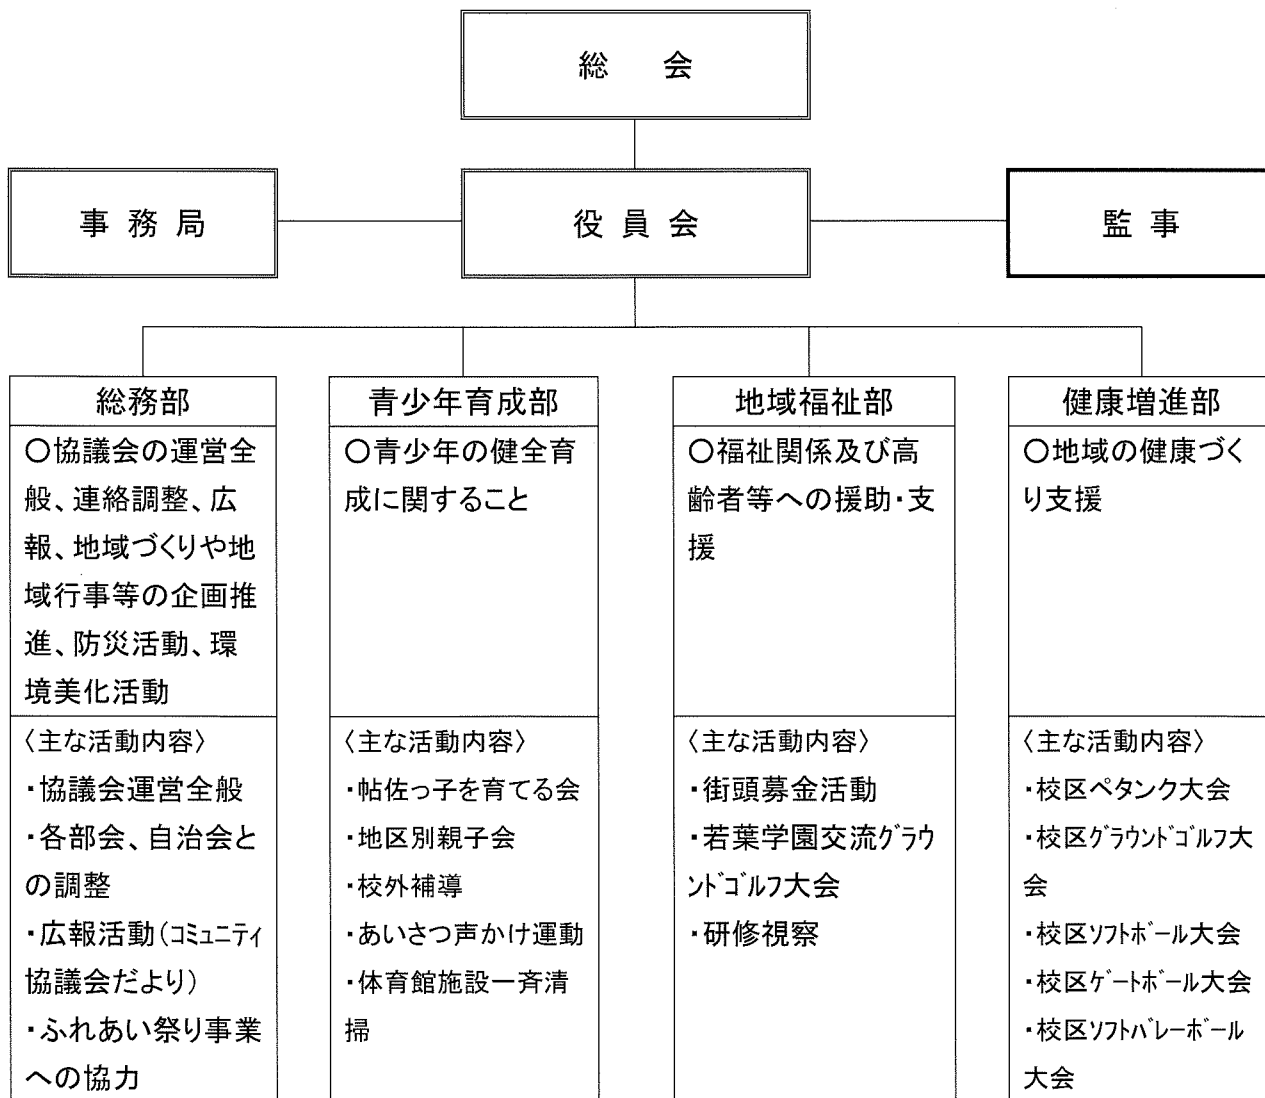 総　会
事 務 局
役 員 会
監 事
総務部
〇協議会の運営全
般、連絡調整、広
報、地域づくりや地
域行事等の企画推
進、防災活動、環
境美化活動
〈主な活動内容〉
・協議会運営全般
・各部会、自治会と
の調整
・広報活動(ｺﾐｭﾆﾃｨ
協議会だより)
・ふれあい祭り事業
への協力
青少年育成部
〇青少年の健全育
成に関すること
〈主な活動内容〉
・帖佐っ子を育てる会
・地区別親子会
・校外補導
・あいさつ声かけ運動
・体育館施設一斉清
掃
地域福祉部
〇福祉関係及び高
齢者等への援助・支
援
〈主な活動内容〉
・街頭募金活動
・若葉学園交流ｸﾞﾗｳ
ﾝﾄﾞｺﾞﾙﾌ大会
・研修視察
健康増進部
〇地域の健康づく
り支援
〈主な活動内容〉
・校区ペタンク大会
・校区ｸﾞﾗｳﾝﾄﾞｺﾞﾙﾌ大
会
・校区ｿﾌﾄﾎﾞｰﾙ大会
・校区ｹﾞｰﾄﾎﾞｰﾙ大会
・校区ｿﾌﾄﾊﾞﾚｰﾎﾞｰﾙ
大会